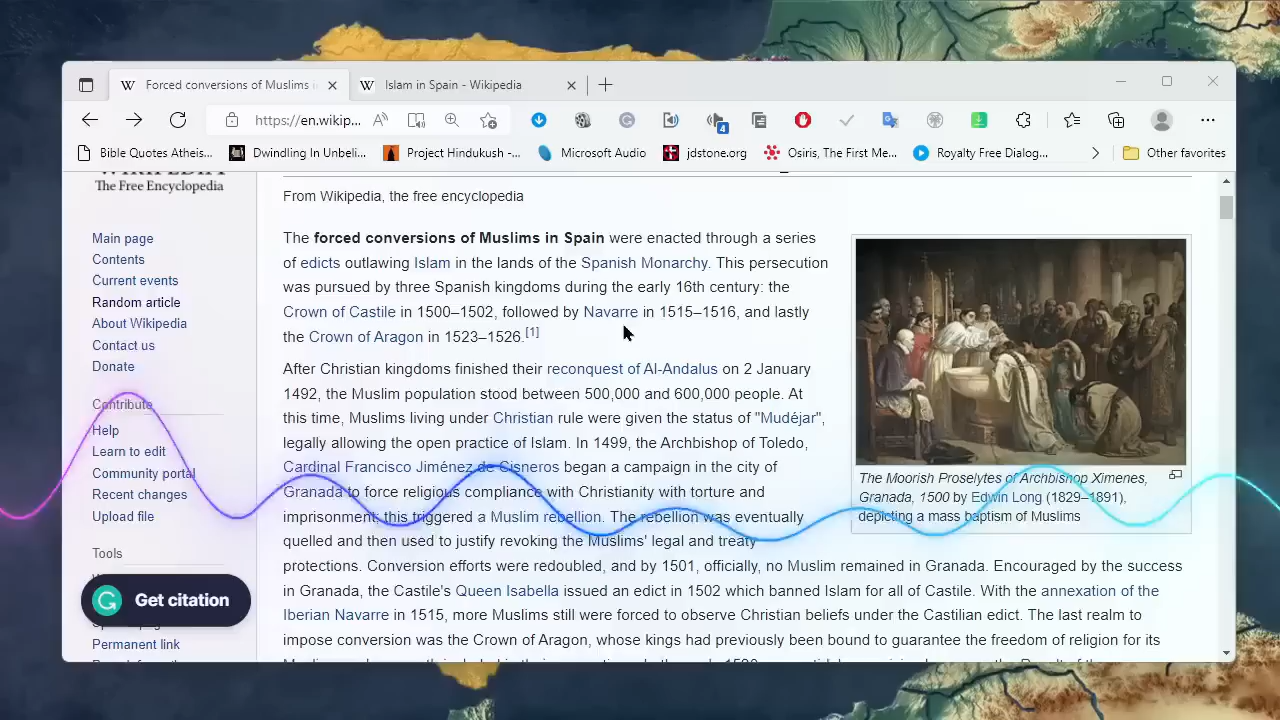 Forced conversions of Muslims i
Islam in Spain - Wikipedia
https://en.wikip...
4
Bible Quotes Atheis...
Dwindling In Unbeli...
Project Hindukush -...
Microsoft Audio
jdstone.org
Osiris, The First Me...
Royalty Free Dialog...
Other favorites
The Free Encyclopedia
Main page
Contents
Current events
Random article
About Wikipedia
Contact us
Donate
Contribute
Help
Learn to edit
Community portal
Recent changes
Upload file
Tools
Get citation
Permanent link
From Wikipedia, the free encyclopedia
The forced conversions of Muslims in Spain were enacted through a series
of edicts outlawing Islam in the lands of the Spanish Monarchy. This persecution
was pursued by three Spanish kingdoms during the early 16th century: the
Crown of Castile in 1500–1502, followed by Navarre in 1515–1516, and lastly
the Crown of Aragon in 1523–1526.[1]
After Christian kingdoms finished their reconquest of Al-Andalus on 2 January
1492, the Muslim population stood between 500,000 and 600,000 people. At
this time, Muslims living under Christian rule were given the status of "Mudéjar",
legally allowing the open practice of Islam. In 1499, the Archbishop of Toledo,
Cardinal Francisco Jiménez de Cisneros began a campaign in the city of
Granada to force religious compliance with Christianity with torture and
imprisonment; this triggered a Muslim rebellion. The rebellion was eventually
quelled and then used to justify revoking the Muslims' legal and treaty
protections. Conversion efforts were redoubled, and by 1501, officially, no Muslim remained in Granada. Encouraged by the success
in Granada, the Castile's Queen Isabella issued an edict in 1502 which banned Islam for all of Castile. With the annexation of the
Iberian Navarre in 1515, more Muslims still were forced to observe Christian beliefs under the Castilian edict. The last realm to
impose conversion was the Crown of Aragon, whose kings had previously been bound to guarantee the freedom of religion for its
The Moorish Proselytes of Archbishop Ximenes,
Granada, 1500 by Edwin Long (1829–1891),
depicting a mass baptism of Muslims